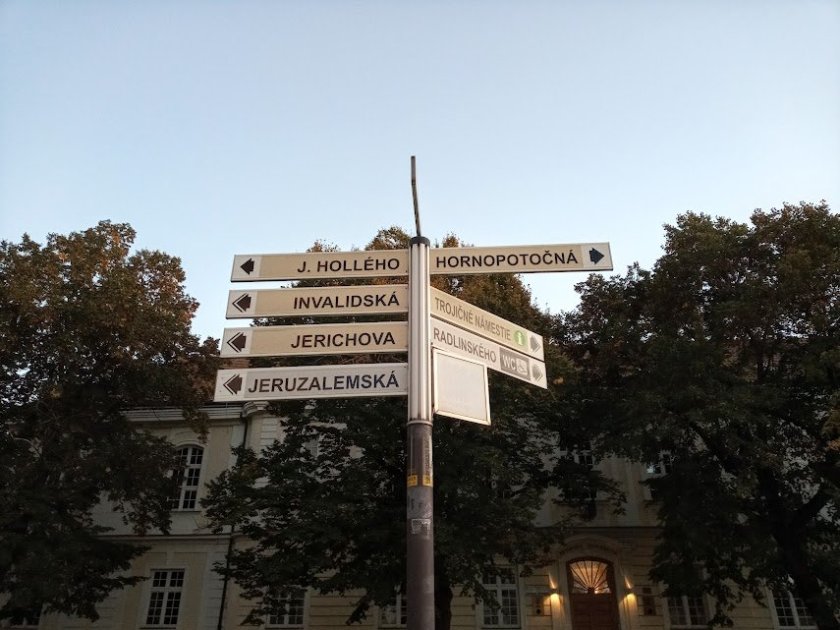 J. HOLLÉHO
HORNOPOTOČNÁ
INVALIDSKÁ
TROJIČNÉ NÁMESTIE i
JERICHOVA
RADLINSKÉHO WC
JERUZALEMSKÁ